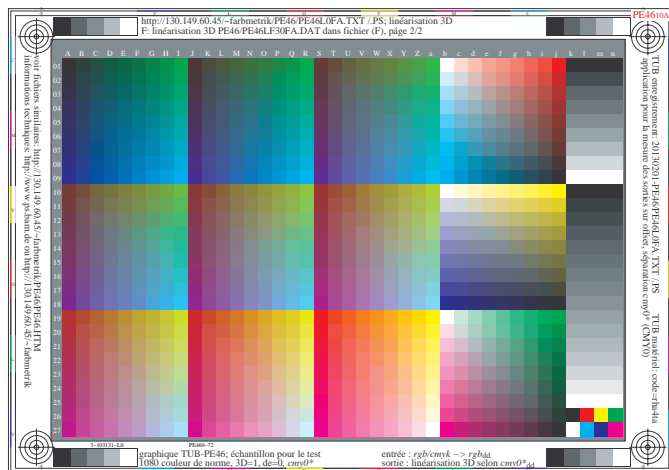 http://130.149.60.45/~farbmetrik/PE46/PE46L0FA.TXT /.PS; linéarisation 3D
F: linéarisation 3D PE46/PE46LF30FA.DAT dans fichier (F), page 2/2
PE4610A
A B C D E F G H I J K L M N O P Q R S T U V W X Y Z a b c d e f g h i j k l m n
01
02
03
04
05
06
07
08
09
10
11
12
13
14
15
16
17
18
19
20
21
22
23
24
25
26
27
voir fichiers similaires: http://130.149.60.45/~farbmetrik/PE46/PE46.HTM
informations techniques: http://www.ps.bam.de ou http://130.149.60.45/~farbmetrik
TUB enregistrement: 20130201-PE46/PE46L0FA.TXT /.PS
application pour la mesure des sorties sur offset, séparation cmy0* (CMY0)
TUB matériel: code=rha4ta
3-103131-L0
PE460-72
graphique TUB-PE46; échantillon pour le test
1080 couleur de norme, 3D=1, de=0, cmy0*
entrée : rgb/cmyk -> rgbdd
sortie : linéarisation 3D selon cmy0*dd